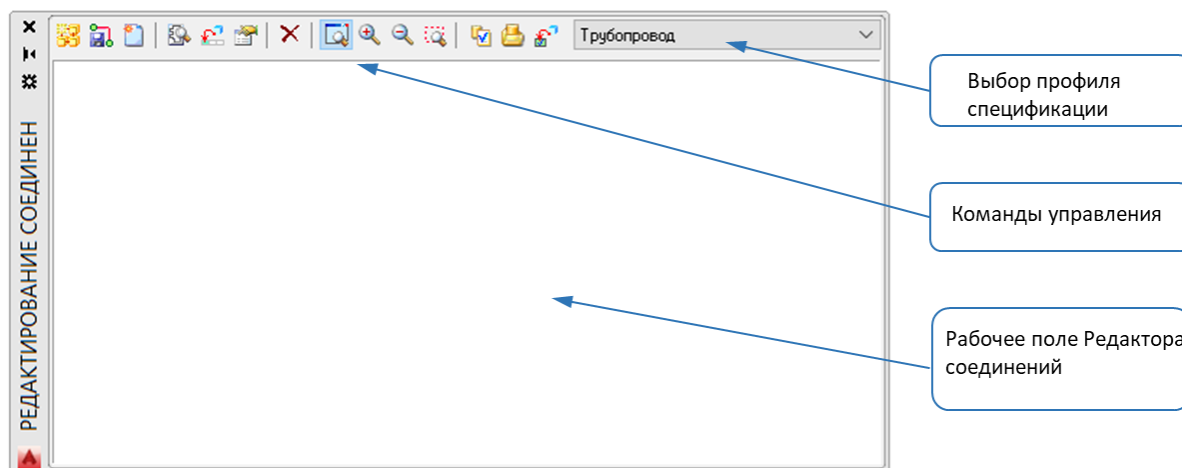 Трубопровод
РЕДАКТИРОВАНИЕ СОЕДИНЕН
Выбор профиля
спецификации
Команды управления
Рабочее поле Редактора
соединений